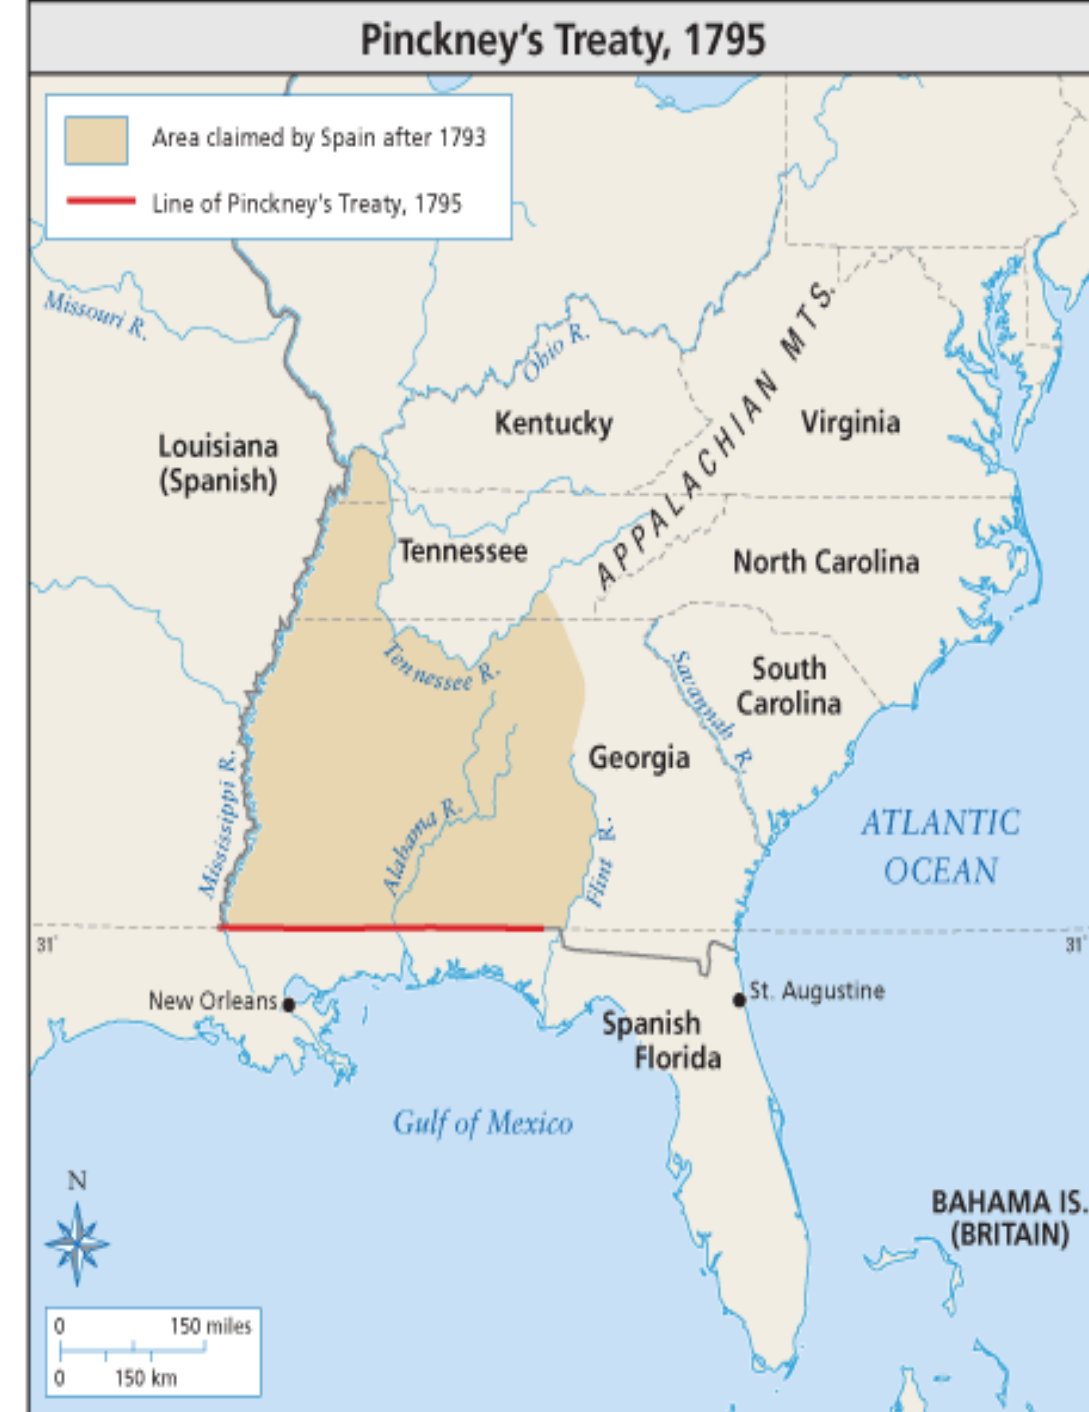 Pinckney's Treaty, 1795
Area claimed by Spain after 1793
Line of Pinckney's Treaty, 1795
Missouri R.
Ohio R.
APPALACHIAN MTS.
Kentucky
Virginia
Louisiana
(Spanish)
Tennessee
North Carolina
Tennessee R.
Savannah R.
South
Carolina
Georgia
Mississippi R.
Alabama R.
Flint R.
ATLANTIC
OCEAN
31°
31°
New Orleans
St. Augustine
Spanish
Florida
Gulf of Mexico
N
BAHAMA IS.
(BRITAIN)
0 150 miles
0 150 km